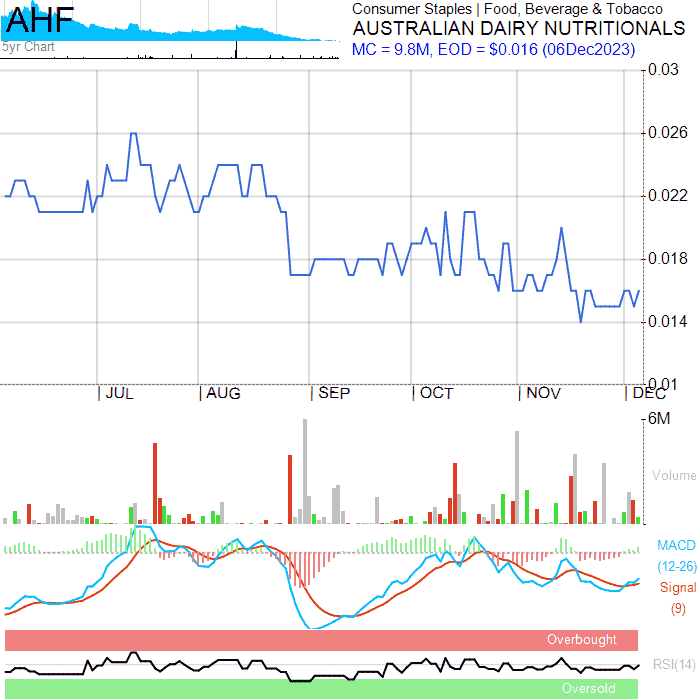 AHF
5yr Chart
Consumer Staples | Food, Beverage & Tobacco
AUSTRALIAN DAIRY NUTRITIONALS
MC = 9.8M, EOD = $0.016 (06Dec2023)
0.03
0.026
0.022
0.018
0.014
0.01
| JUL | AUG | SEP | OCT | NOV | DEC
6M
Volume
MACD
(12-26)
Signal
(9)
Overbought
RSI(14)
Oversold